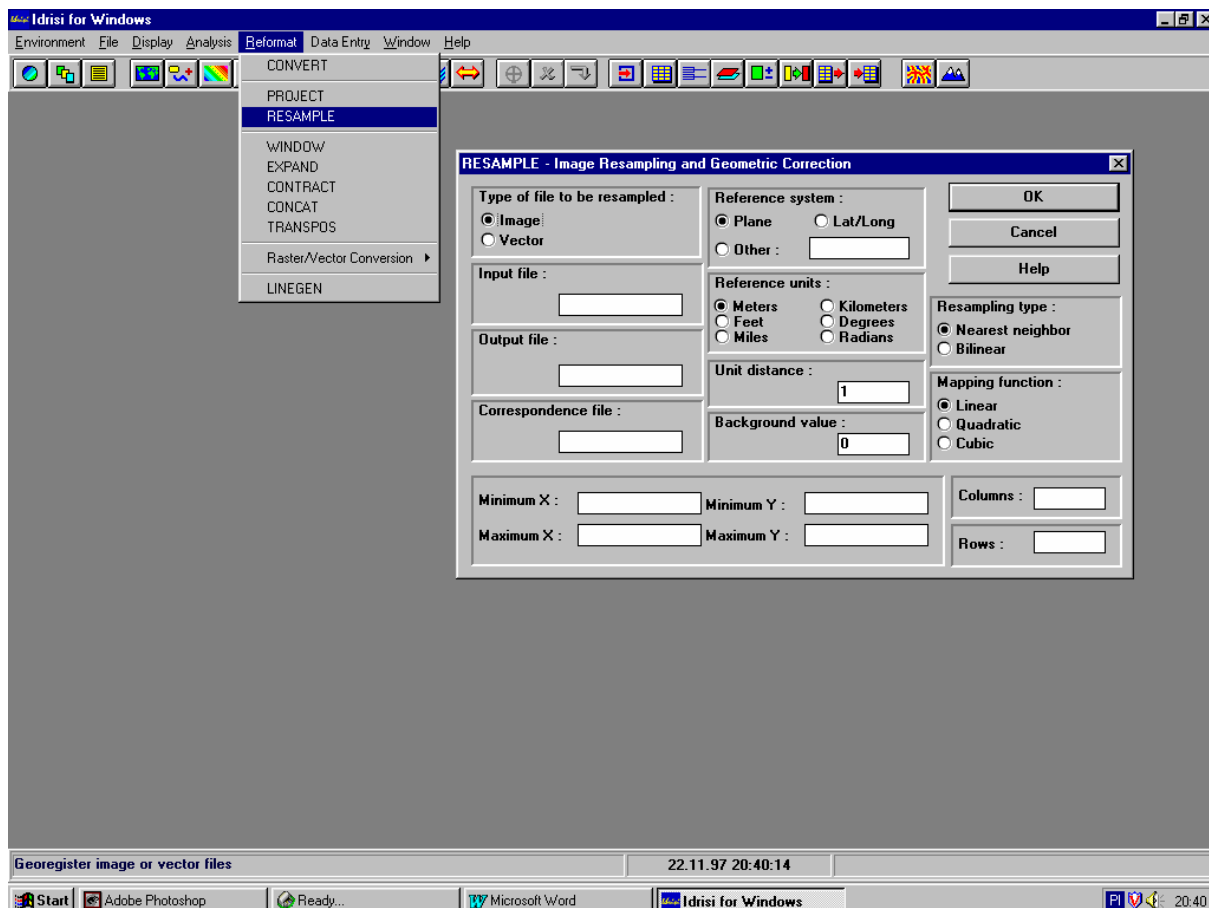 Idrisi for Windows
Environment File Display Analysis Reformat Data Entry Window Help
CONVERT
PROJECT
RESAMPLE
WINDOW
EXPAND
CONTRACT
CONCAT
TRANSPOS
Raster/Vector Conversion
LINEGEN
RESAMPLE - Image Resampling and Geometric Correction
Type of file to be resampled :
Image
Vector
Input file :
Output file :
Correspondence file :
Reference system :
Plane Lat/Long
Other :
Reference units :
Meters Kilometers
Feet Degrees
Miles Radians
Unit distance :
1
Background value :
0
OK
Cancel
Help
Resampling type :
Nearest neighbor
Bilinear
Mapping function :
Linear
Quadratic
Cubic
Minimum X : Minimum Y :
Maximum X : Maximum Y :
Columns :
Rows :
Georegister image or vector files 22.11.97 20:40:14
Start Adobe Photoshop Ready... Microsoft Word Idrisi for Windows Pl 20:40